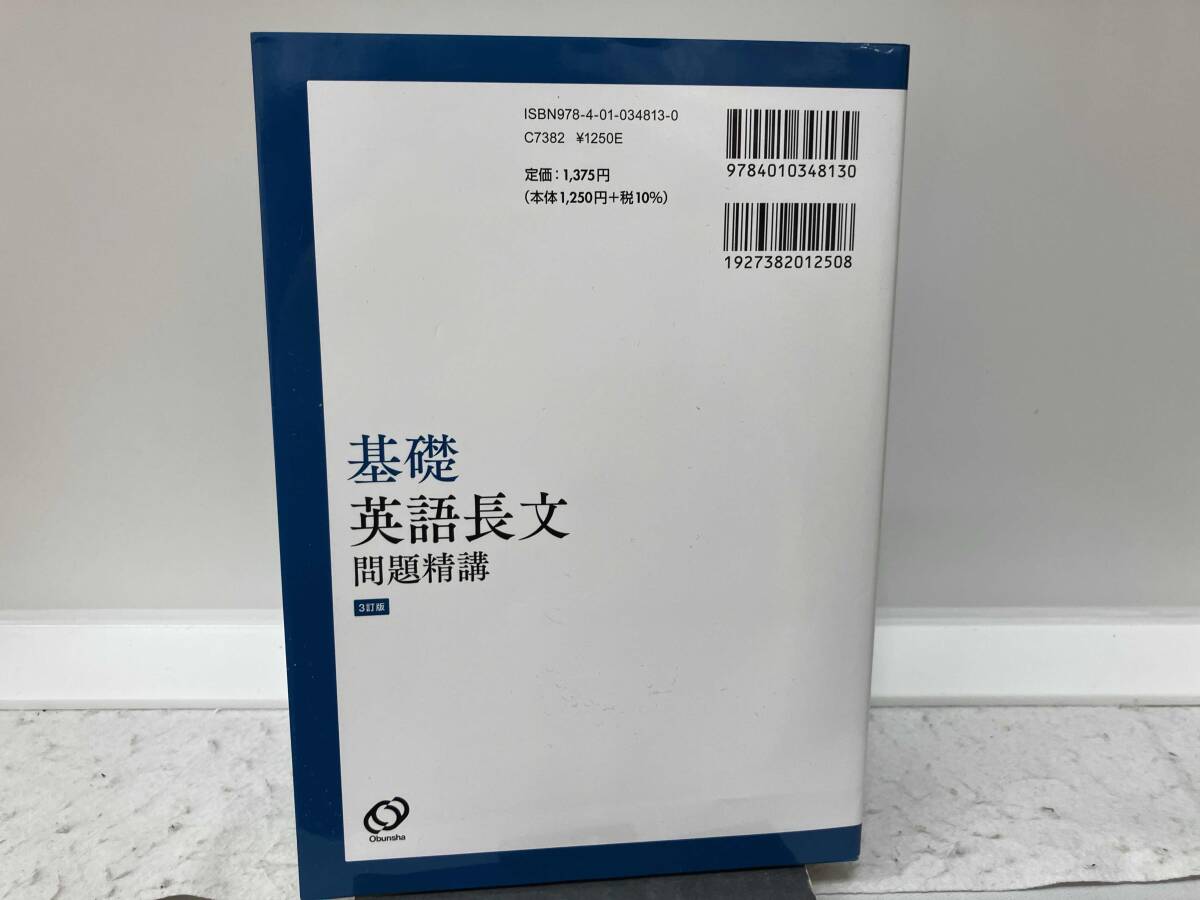 ISBN978-4-01-034813-0
C7382 ¥1250E
定価：1,375円
（本体1,250円＋税10%）
9784010348130
1927382012508
基礎
英語長文
問題精講
3訂版
Obunsha